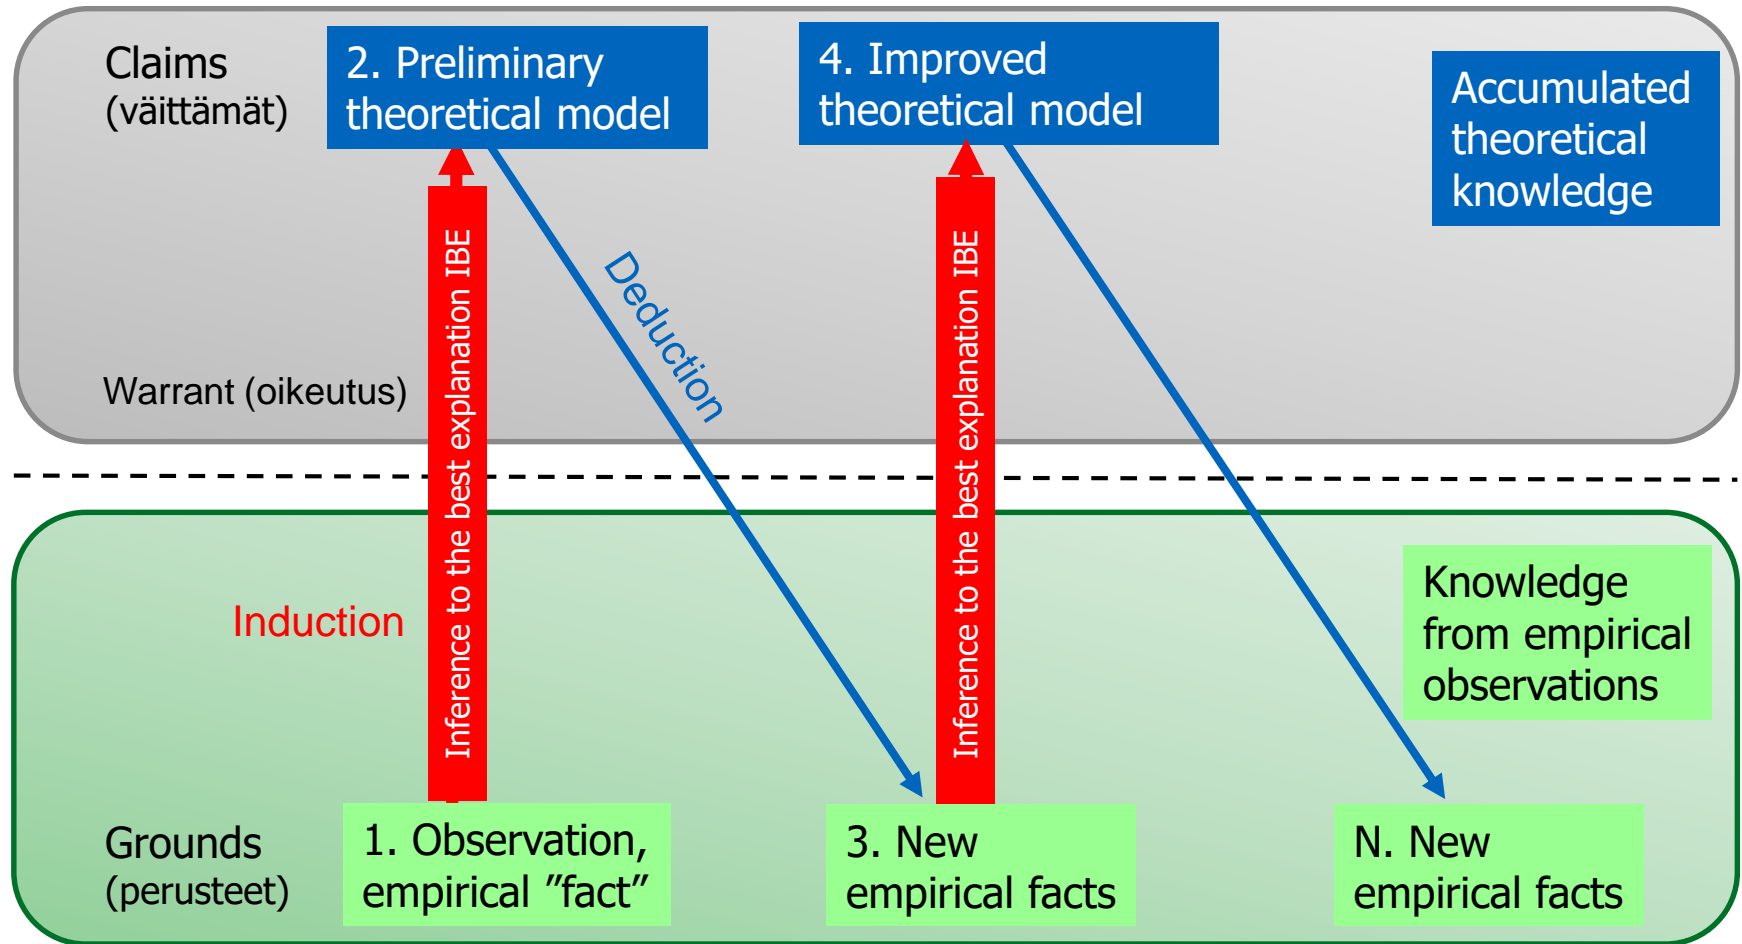 Claims
(väittämät)
2. Preliminary
theoretical model
4. Improved
theoretical model
Accumulated
theoretical
knowledge
Inference to the best explanation IBE
Deduction
Inference to the best explanation IBE
Warrant (oikeutus)
Induction
Knowledge
from empirical
observations
Grounds
(perusteet)
1. Observation,
empirical ”fact”
3. New
empirical facts
N. New
empirical facts